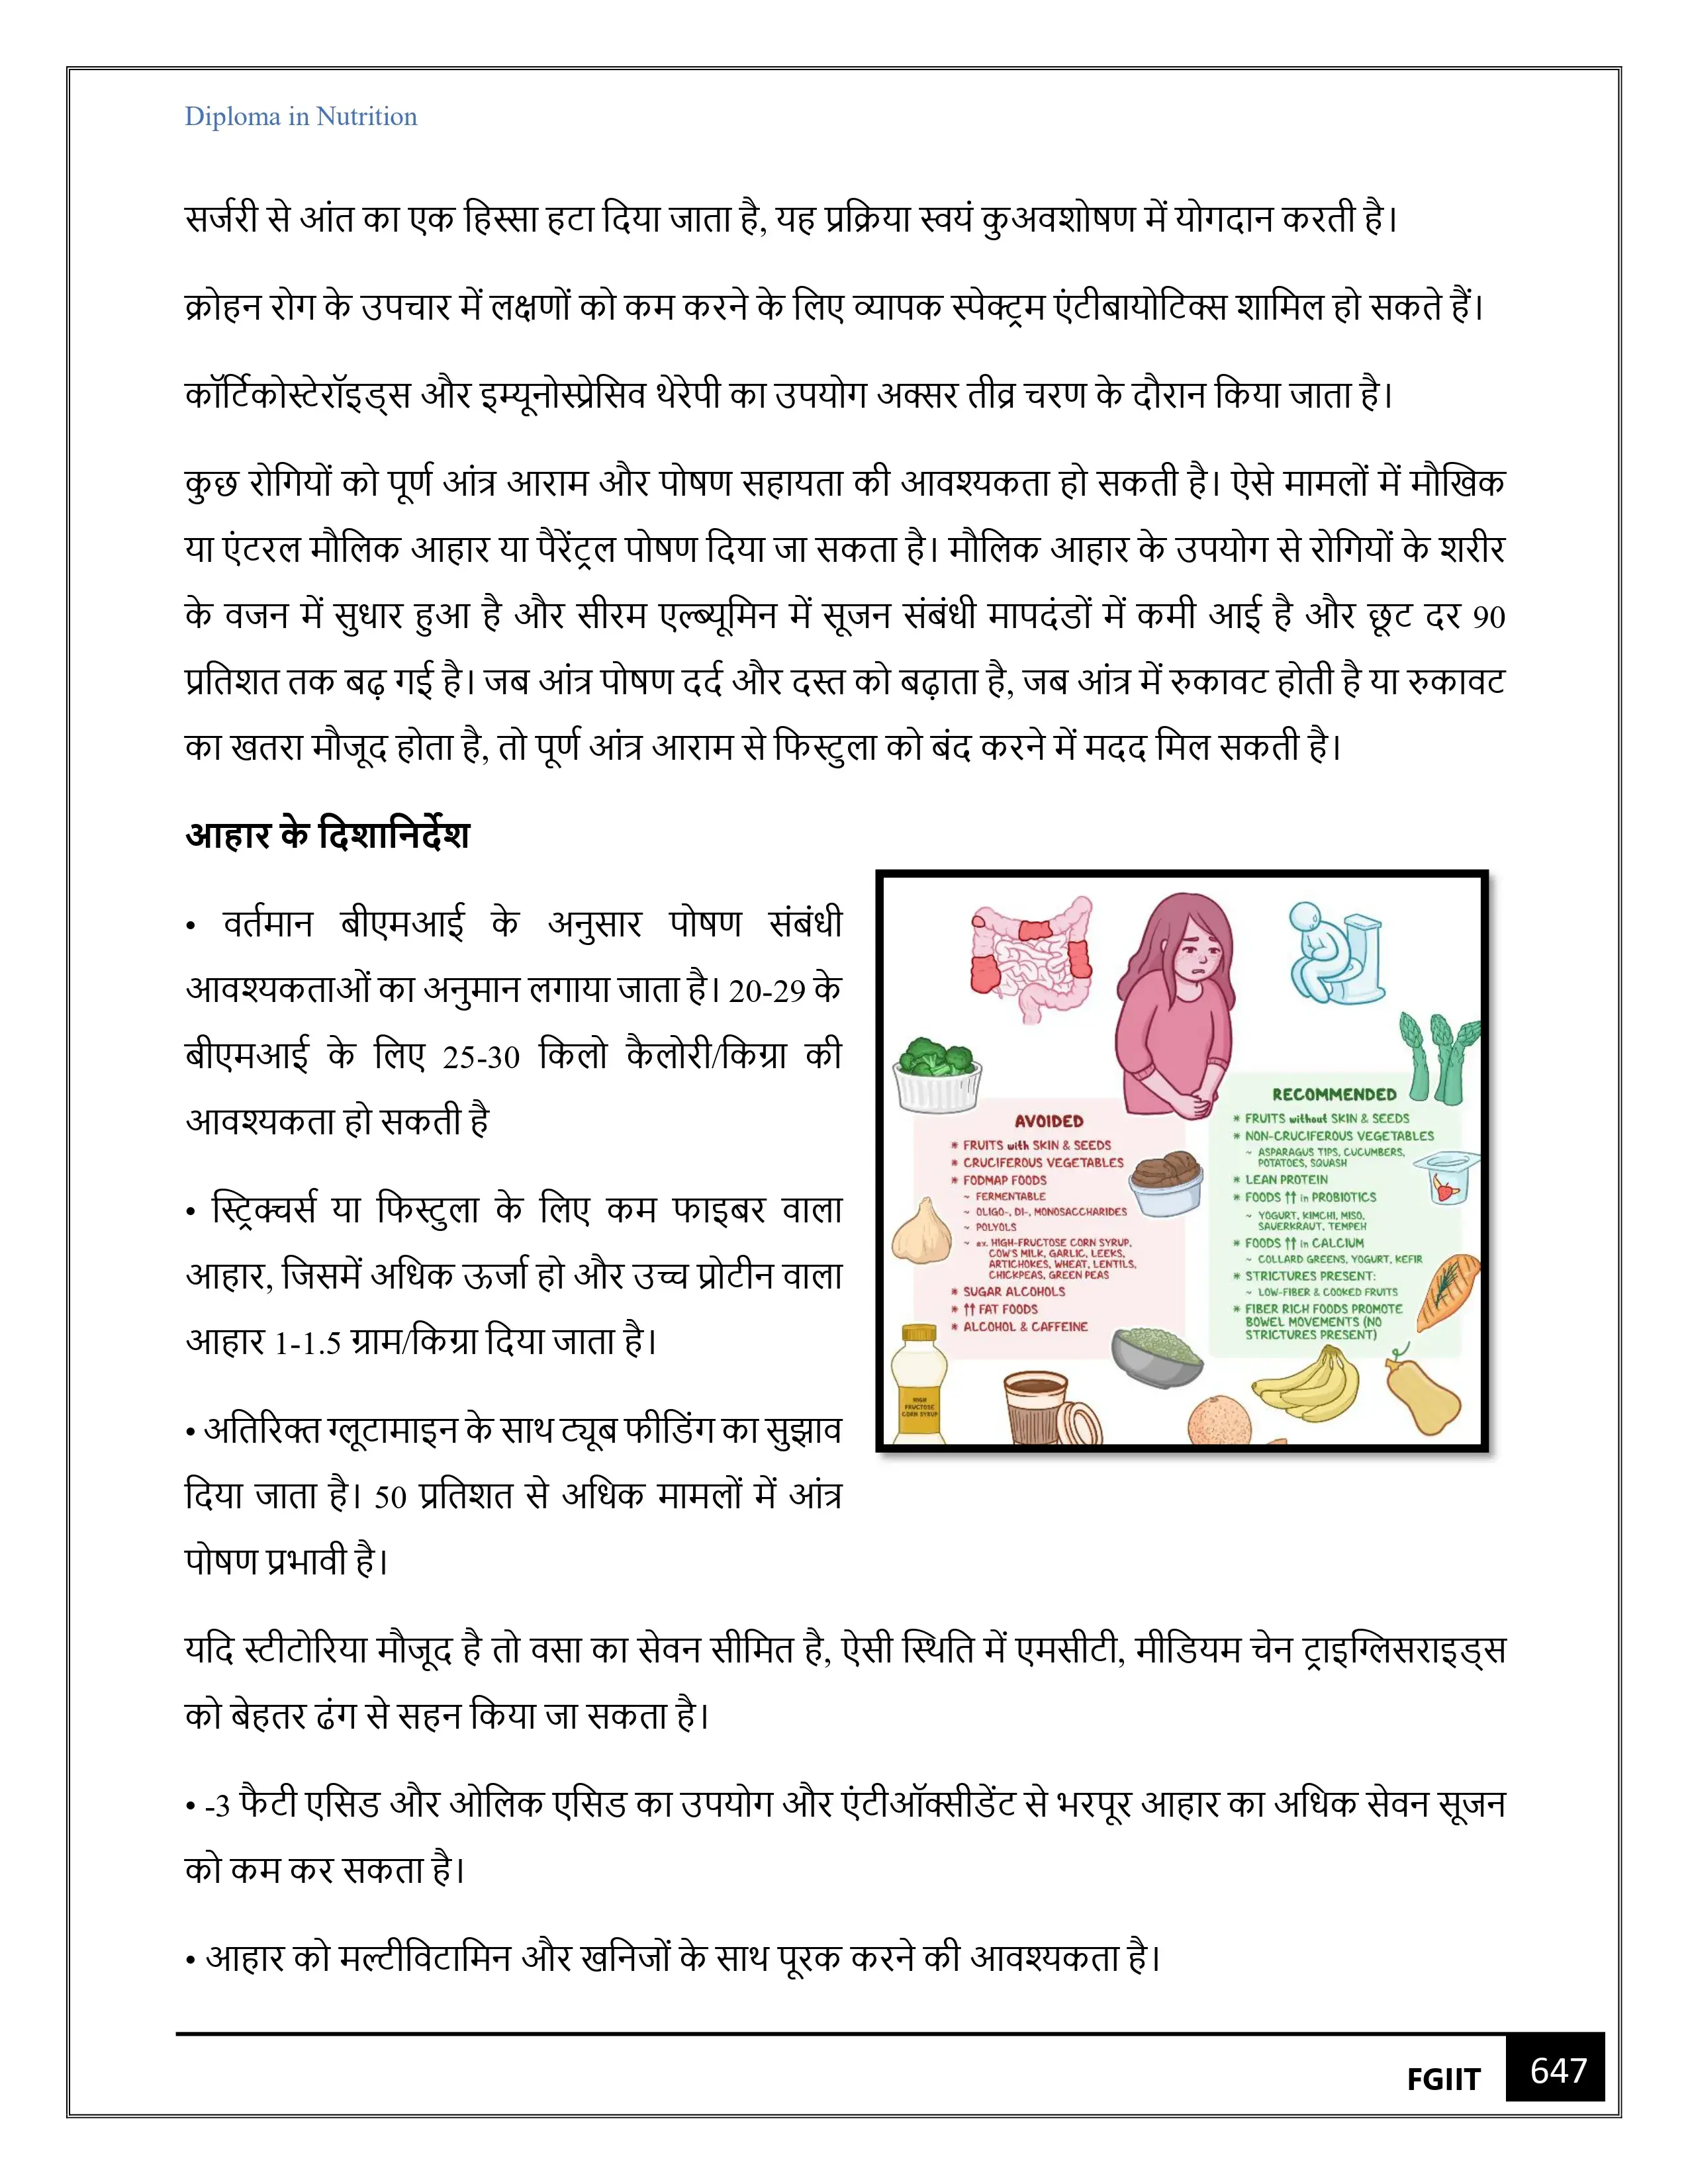 Diploma in Nutrition
सर्जरी से आंत का एक हिस्सा हटा दिया जाता है, यह प्रक्रिया स्वयं कुअवशोषण में योगदान करती है।
क्रोहन रोग के उपचार में लक्षणों को कम करने के लिए व्यापक स्पेक्ट्रम एंटीबायोटिक्स शामिल हो सकते हैं।
कॉर्टिकोस्टेरॉइड्स और इम्यूनोस्प्रेसिव थेरेपी का उपयोग अक्सर तीव्र चरण के दौरान किया जाता है।
कुछ रोगियों को पूर्ण आंत्र आराम और पोषण सहायता की आवश्यकता हो सकती है। ऐसे मामलों में मौखिक
या एंटरल मौलिक आहार या पैरेंट्रल पोषण दिया जा सकता है। मौलिक आहार के उपयोग से रोगियों के शरीर
के वजन में सुधार हुआ है और सीरम एल्ब्यूमिन में सूजन संबंधी मापदंडों में कमी आई है और छूट दर 90
प्रतिशत तक बढ़ गई है। जब आंत्र पोषण दर्द और दस्त को बढ़ाता है, जब आंत्र में रुकावट होती है या रुकावट
का खतरा मौजूद होता है, तो पूर्ण आंत्र आराम से फिस्टुला को बंद करने में मदद मिल सकती है।
आहार के दिशानिर्देश
• वर्तमान बीएमआई के अनुसार पोषण संबंधी
आवश्यकताओं का अनुमान लगाया जाता है। 20-29 के
बीएमआई के लिए 25-30 किलो कैलोरी/किग्रा की
आवश्यकता हो सकती है
• स्ट्रिक्चर्स या फिस्टुला के लिए कम फाइबर वाला
आहार, जिसमें अधिक ऊर्जा हो और उच्च प्रोटीन वाला
आहार 1-1.5 ग्राम/किग्रा दिया जाता है।
• अतिरिक्त ग्लूटामाइन के साथ ट्यूब फीडिंग का सुझाव
दिया जाता है। 50 प्रतिशत से अधिक मामलों में आंत्र
पोषण प्रभावी है।
AVOIDED
* FRUITS with SKIN & SEEDS
* CRUCIFEROUS VEGETABLES
* FODMAP FOODS
~ FERMENTABLE
~ OLIGO-, DI-, MONOSACCHARIDES
~ POLYOLS
~ ex. HIGH-FRUCTOSE CORN SYRUP,
COW'S MILK, GARLIC, LEEKS,
ARTICHOKES, WHEAT, LENTILS,
CHICKPEAS, GREEN PEAS
* SUGAR ALCOHOLS
* ↑↑ FAT FOODS
* ALCOHOL & CAFFEINE
HIGH
FRUCTOSE
CORN SYRUP
RECOMMENDED
* FRUITS without SKIN & SEEDS
* NON-CRUCIFEROUS VEGETABLES
~ ASPARAGUS TIPS, CUCUMBERS,
POTATOES, SQUASH
* LEAN PROTEIN
* FOODS ↑↑ in PROBIOTICS
~ YOGURT, KIMCHI, MISO,
SAUERKRAUT, TEMPEH
* FOODS ↑↑ in CALCIUM
~ COLLARD GREENS, YOGURT, KEFIR
* STRICTURES PRESENT:
~ LOW-FIBER & COOKED FRUITS
* FIBER RICH FOODS PROMOTE
BOWEL MOVEMENTS (NO
STRICTURES PRESENT)
यदि स्टीटोरिया मौजूद है तो वसा का सेवन सीमित है, ऐसी स्थिति में एमसीटी, मीडियम चेन ट्राइग्लिसराइड्स
को बेहतर ढंग से सहन किया जा सकता है।
• -3 फैटी एसिड और ओलिक एसिड का उपयोग और एंटीऑक्सीडेंट से भरपूर आहार का अधिक सेवन सूजन
को कम कर सकता है।
• आहार को मल्टीविटामिन और खनिजों के साथ पूरक करने की आवश्यकता है।
FGIIT
647